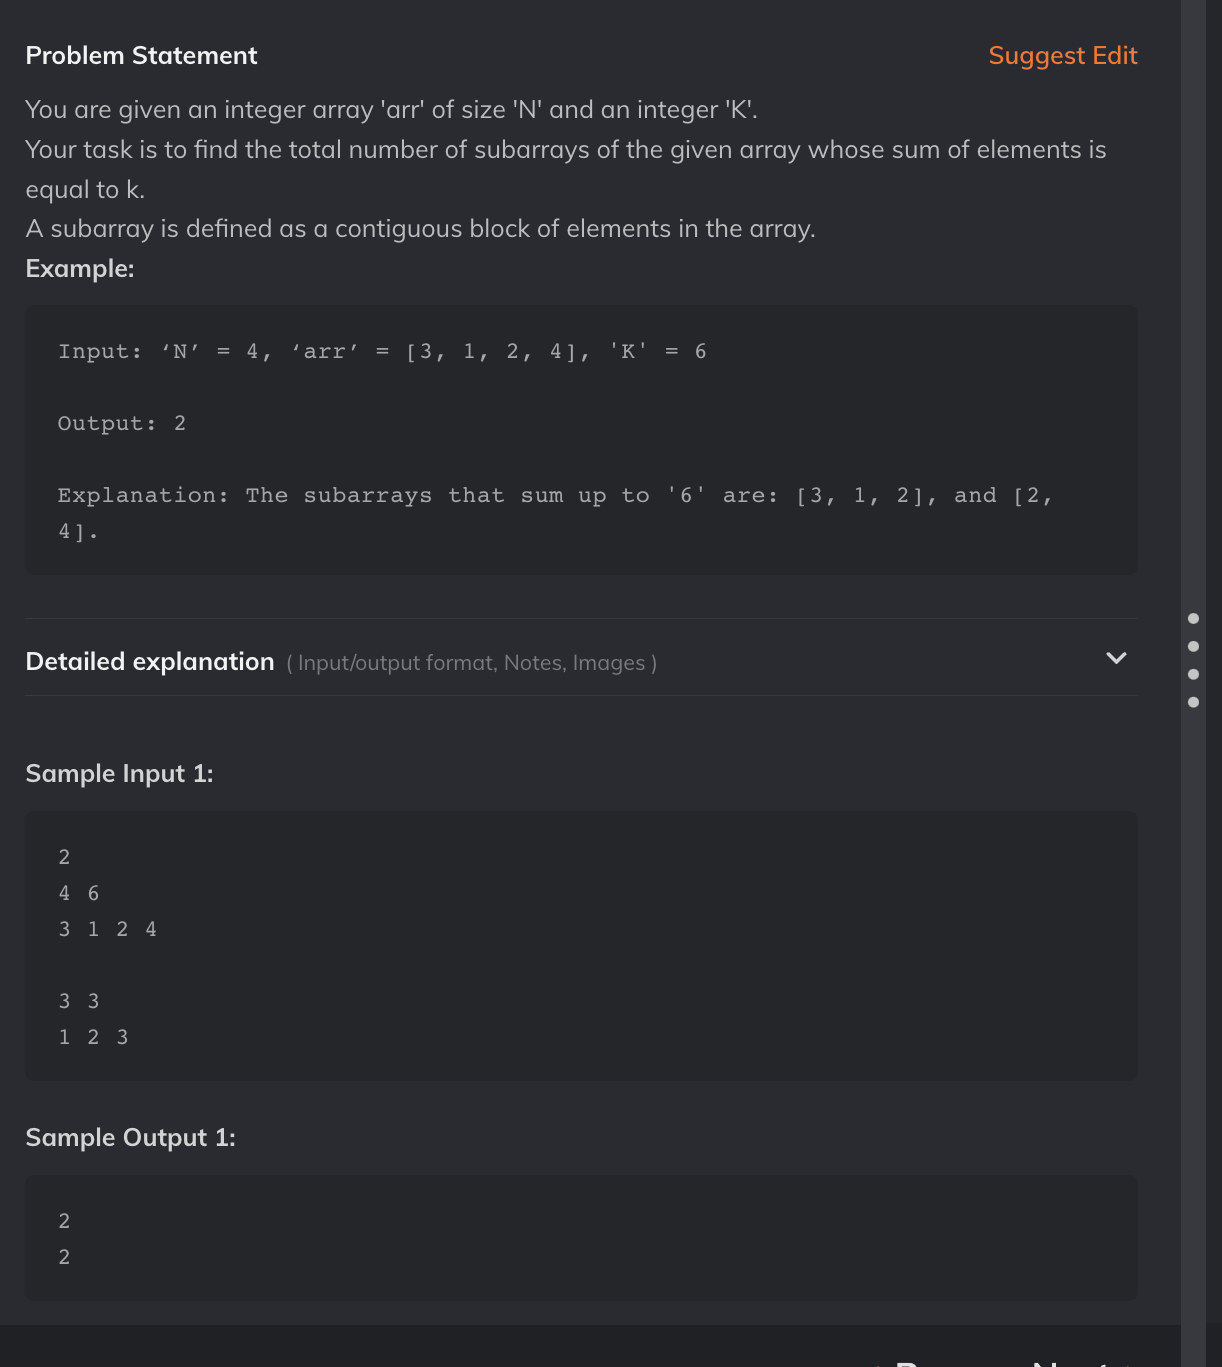 Problem Statement
Suggest Edit
You are given an integer array 'arr' of size 'N' and an integer 'K'.
Your task is to find the total number of subarrays of the given array whose sum of elements is
equal to k.
A subarray is defined as a contiguous block of elements in the array.
Example:
Input: ‘N’ = 4, ‘arr’ = [3, 1, 2, 4], 'K' = 6
Output: 2
Explanation: The subarrays that sum up to '6' are: [3, 1, 2], and [2,
4].
Detailed explanation ( Input/output format, Notes, Images )
Sample Input 1:
2
4 6
3 1 2 4
3 3
1 2 3
Sample Output 1:
2
2